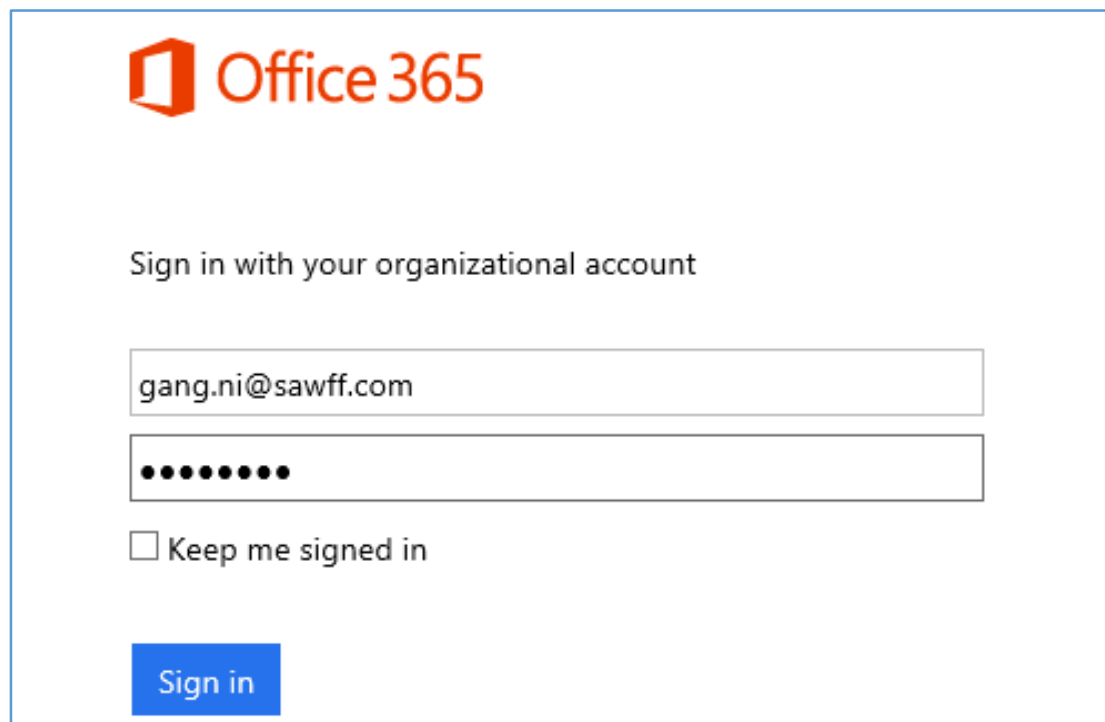 Office 365
Sign in with your organizational account
gang.ni@sawff.com
••••••••
Keep me signed in
Sign in